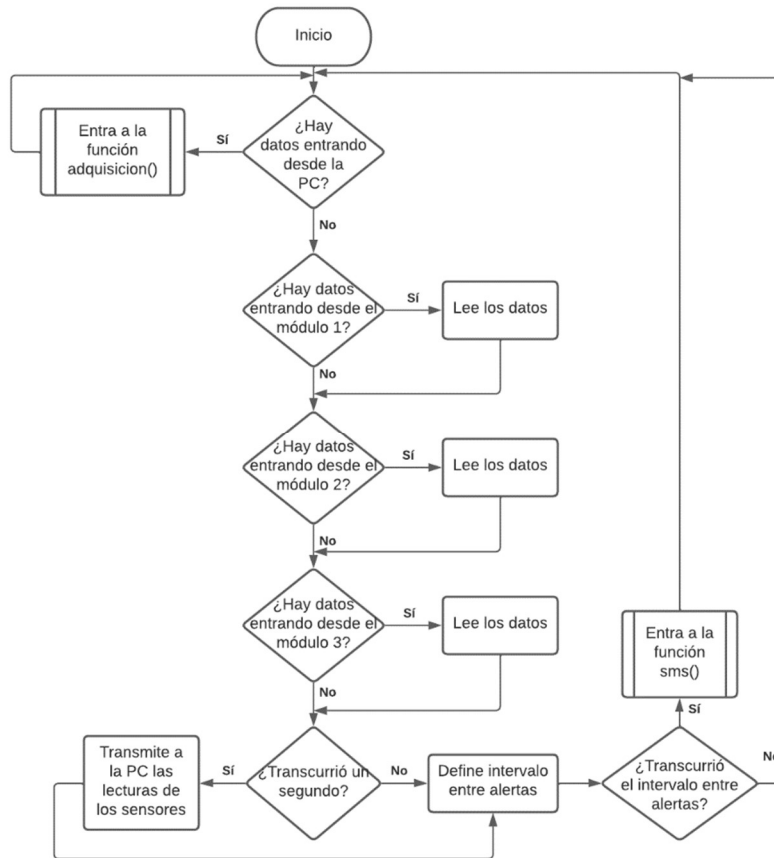 Inicio
¿Hay
datos entrando
desde la
PC?
Sí
Entra a la
función
adquisicion()
No
¿Hay datos
entrando desde el
módulo 1?
Sí
Lee los datos
No
¿Hay datos
entrando desde el
módulo 2?
Sí
Lee los datos
No
¿Hay datos
entrando desde el
módulo 3?
Sí
Lee los datos
No
Entra a la
función
sms()
Sí
Transmite a
la PC las
lecturas de
los sensores
Sí
¿Transcurrió un
segundo?
No
Define intervalo
entre alertas
¿Transcurrió
el intervalo entre
alertas?
No